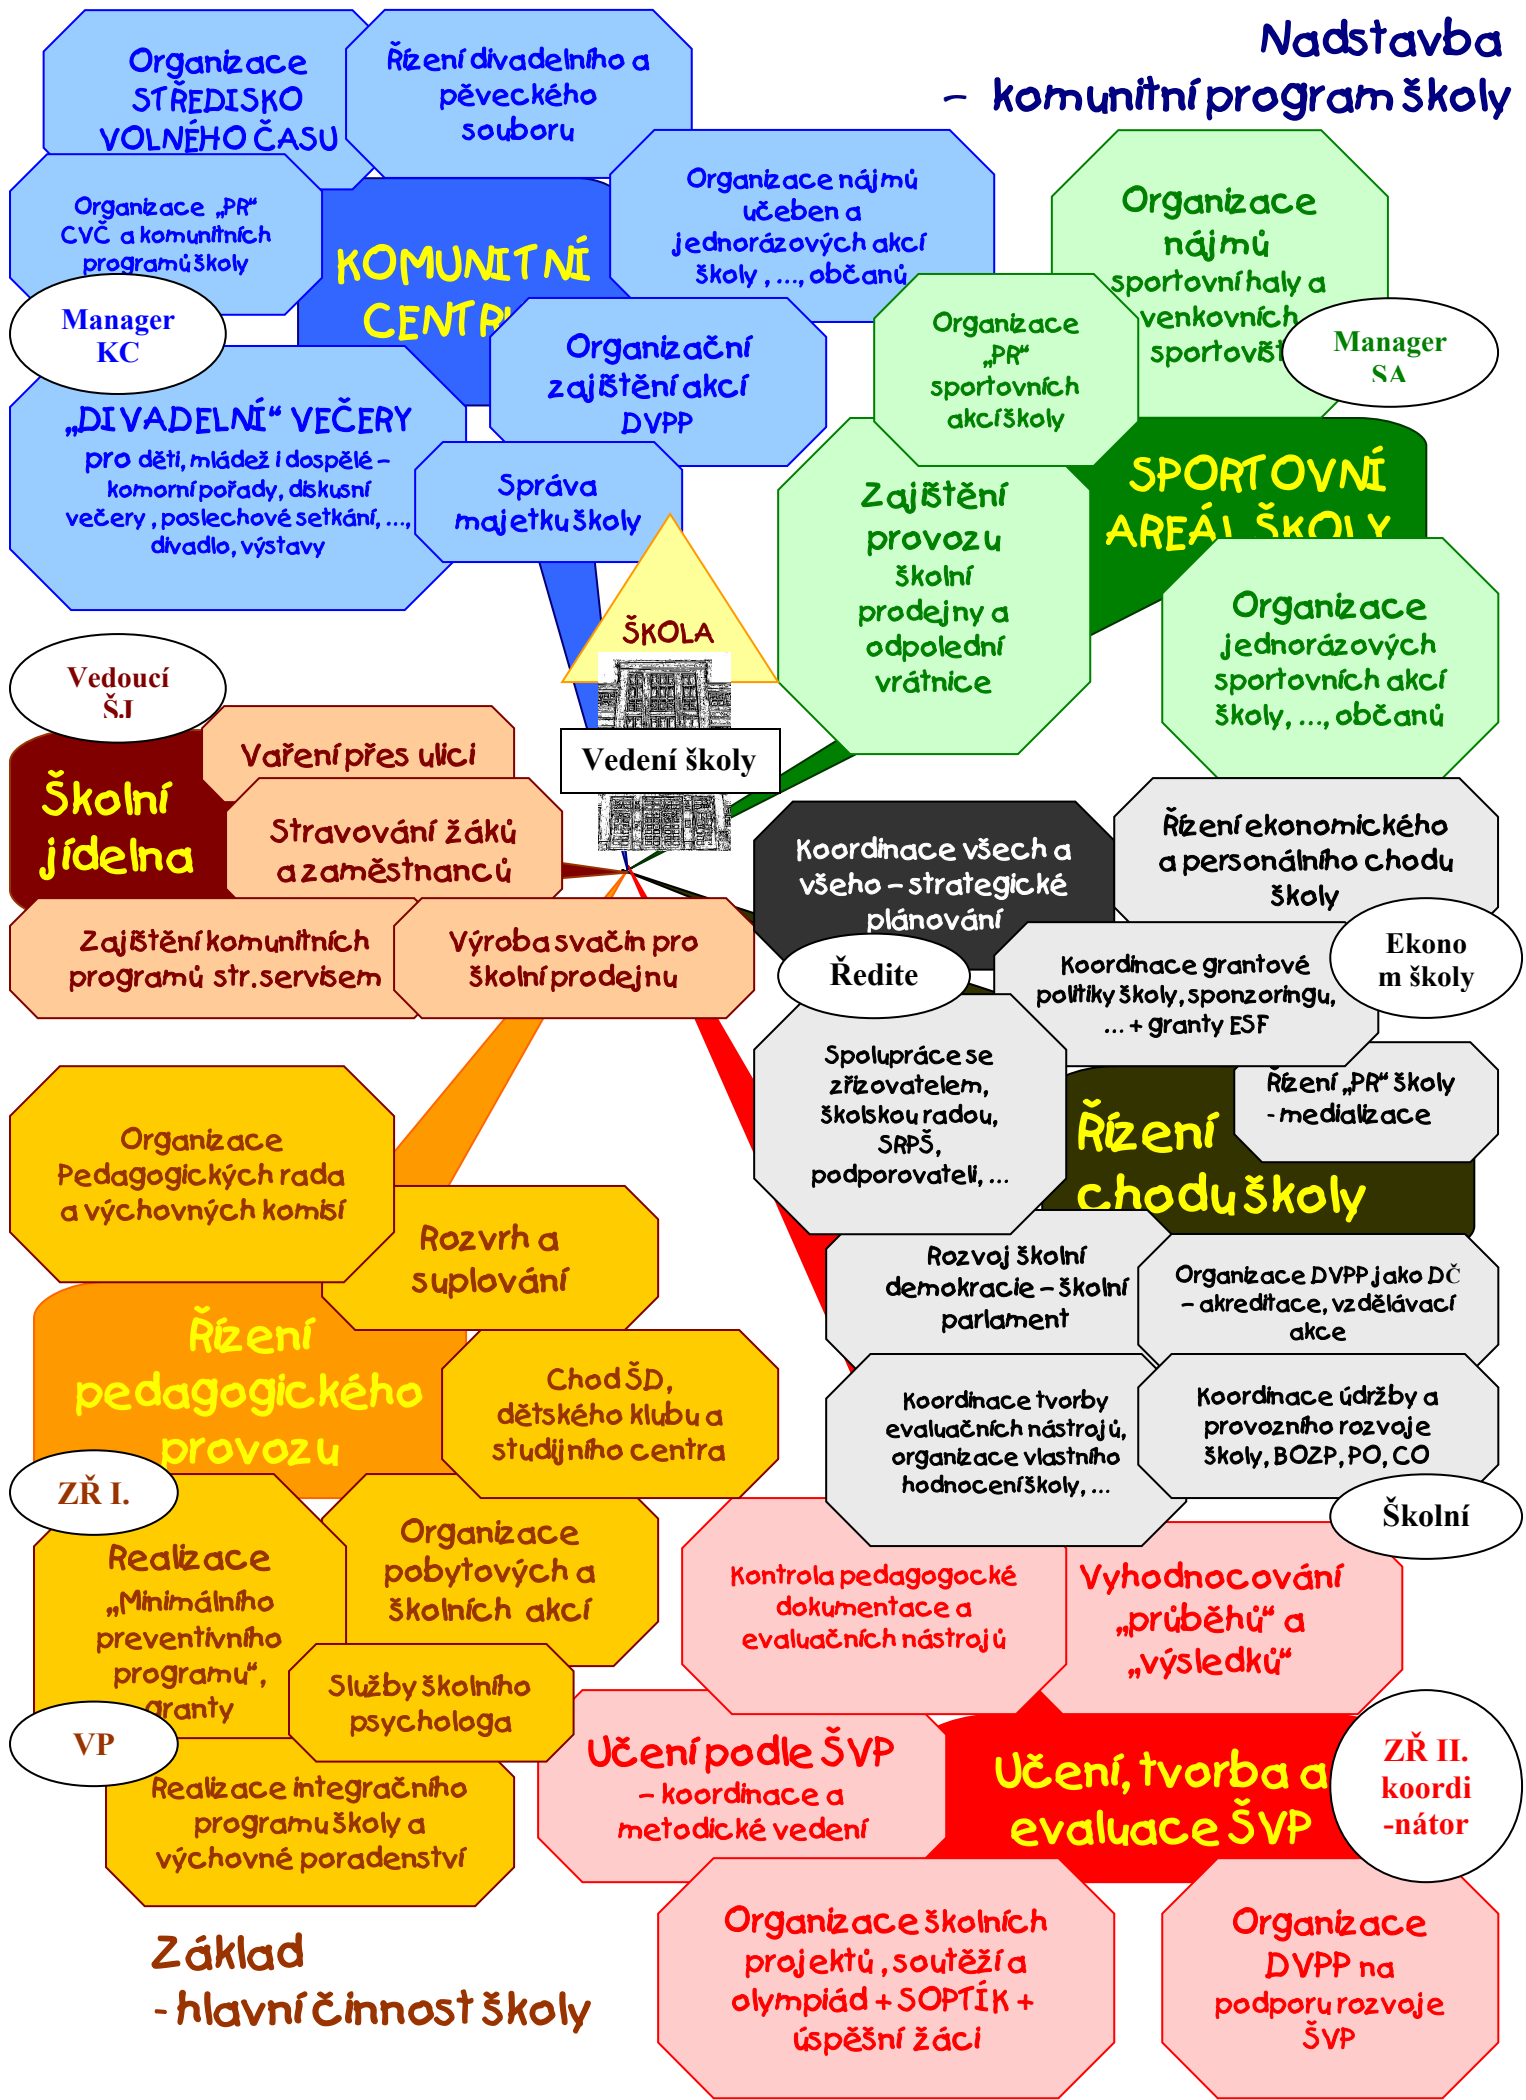 Nadstavba
– komunitní program školy
Organizace
STŘEDISKO
VOLNÉHO ČASU
Řízení divadelního a
pěveckého
souboru
Organizace „PR“
CVČ a komunitních
programů školy
KOMUNITNÍ
Organizace nájmů
učeben a
jednorázových akcí
školy , ..., občanů
Manager
KC
Organizační
zajištění akcí
DVPP
„DIVADELNÍ“ VEČERY
pro děti, mládež i dospělé –
komorní pořady, diskusní
večery , poslechové setkání, ...,
divadlo, výstavy
Správa
majetku školy
Organizace
nájmů
sportovní haly a
venkovních
sportovišť
Organizace
„PR“
sportovních
akcí školy
Manager
SA
SPORTOVNÍ
AREÁL ŠKOLY
Zajištění
provozu
školní
prodejny a
odpolední
vrátnice
Organizace
jednorázových
sportovních akcí
školy, ..., občanů
ŠKOLA
Vedení školy
Vedoucí
ŠJ
Školní
jídelna
Vaření přes ulici
Stravování žáků
a zaměstnanců
Zajištění komunitních
programů str.servisem
Výroba svačin pro
školní prodejnu
Koordinace všech a
všeho – strategické
plánování
Řízení ekonomického
a personálního chodu
školy
Ředite
Koordinace grantové
politiky školy, sponzoringu,
... + granty ESF
Ekono
m školy
Spolupráce se
zřizovatelem,
školskou radou,
SRPŠ,
podporovateli, ...
Řízení „PR“ školy
- medializace
Řízení
chodu školy
Rozvoj školní
demokracie – školní
parlament
Organizace DVPP jako DČ
– akreditace, vzdělávací
akce
Koordinace tvorby
evaluačních nástrojů,
organizace vlastního
hodnocení školy, ...
Koordinace údržby a
provozního rozvoje
školy, BOZP, PO, CO
Školní
Organizace
Pedagogických rada
a výchovných komisí
Rozvrh a
suplování
Řízení
pedagogického
provozu
Chod ŠD,
dětského klubu a
studijního centra
ZŘ I.
Realizace
„Minimálního
preventivního
programu“,
granty
Organizace
pobytových a
školních akcí
Služby školního
psychologa
VP
Realizace integračního
programu školy a
výchovné poradenství
Kontrola pedagogocké
dokumentace a
evaluačních nástrojů
Vyhodnocování
„průběhů“ a
„výsledků“
Učení podle ŠVP
– koordinace a
metodické vedení
Učení, tvorba a
evaluace ŠVP
ZŘ II.
koordi
-nátor
Organizace školních
projektů , soutěží a
olympiád + SOPTÍK +
úspěšní žáci
Organizace
DVPP na
podporu rozvoje
ŠVP
Základ
- hlavní činnost školy